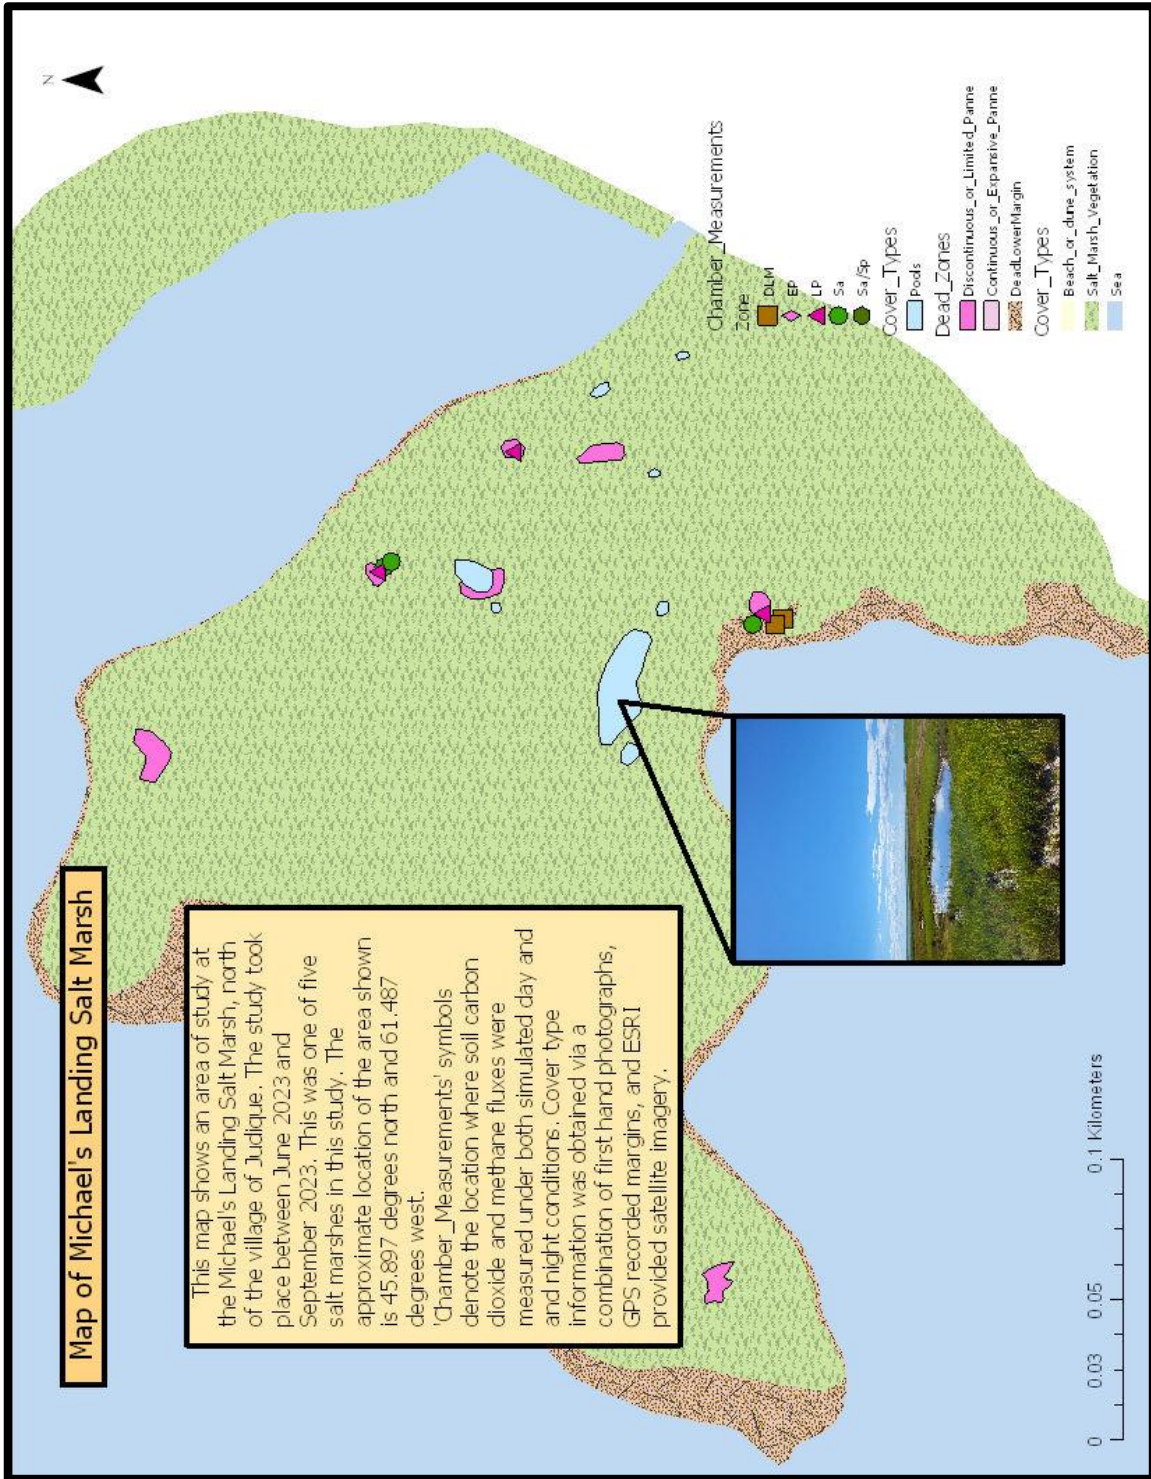 Map of Michael's Landing Salt Marsh
N
This map shows an area of study at
the Michael's Landing Salt Marsh, north
of the village of Judique. The study took
place between June 2023 and
September 2023. This was one of five
salt marshes in this study. The
approximate location of the area shown
is 45.897 degrees north and 61.487
degrees west.
'Chamber_Measurements' symbols
denote the location where soil carbon
dioxide and methane fluxes were
measured under both simulated day and
and night conditions. Cover type
information was obtained via a
combination of first hand photographs,
GPS recorded margins, and ESRI
provided satellite imagery.
Chamber_Measurements
Zone
DLM
EP
LP
Sa
Sa/Sp
Cover_Types
Pools
Dead_Zones
Discontinuous_or_Limited_Panne
Continuous_or_Expansive_Panne
DeadLowerMargin
Cover_Types
Beach_or_dune_system
Salt_Marsh_Vegetation
Sea
0 0.03 0.05 0.1 Kilometers